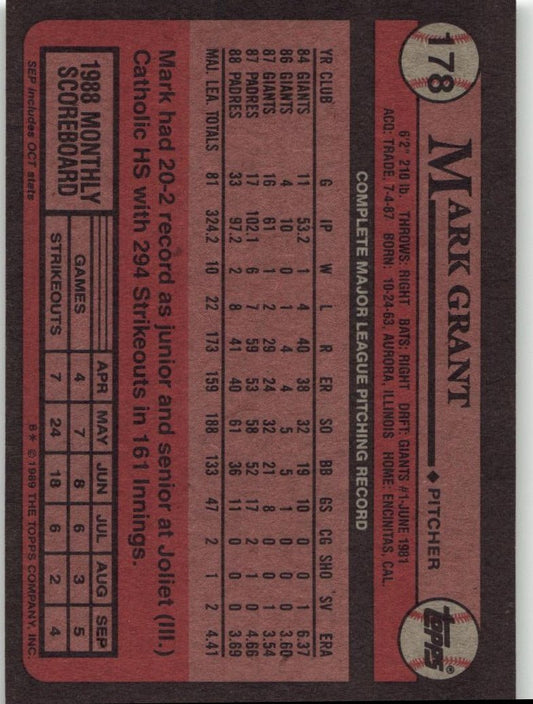 178
MARK GRANT ♦ PITCHER
TOPPS®
6'2" 210 lb. THROWS: RIGHT BATS: RIGHT DRAFT: GIANTS #1-JUNE 1981
ACQ: TRADE, 7-4-87 BORN: 10-24-63, AURORA, ILLINOIS HOME: ENCINITAS, CAL.
COMPLETE MAJOR LEAGUE PITCHING RECORD
YR CLUB G IP W L R ER SO BB GS CG SHO SV ERA
84 GIANTS 11 53.2 1 4 40 38 32 19 10 0 0 1 6.37
86 GIANTS 4 10 0 1 4 4 5 5 1 0 0 0 3.60
87 GIANTS 16 61 1 2 29 24 32 21 8 0 0 1 3.54
87 PADRES 17 102.1 6 7 59 53 58 52 17 2 1 0 4.66
88 PADRES 33 97.2 2 8 41 40 61 36 11 0 0 0 3.69
MAJ. LEA. TOTALS 81 324.2 10 22 173 159 188 133 47 2 1 2 4.41
Mark had 20-2 record as junior and senior at Joliet (Ill.)
Catholic HS with 294 Strikeouts in 161 Innings.
1988 MONTHLY
SCOREBOARD
SEP includes OCT stats
APR MAY JUN JUL AUG SEP
GAMES 4 7 8 6 3 5
STRIKEOUTS 7 24 18 6 2 4
B* © 1989 THE TOPPS COMPANY, INC.